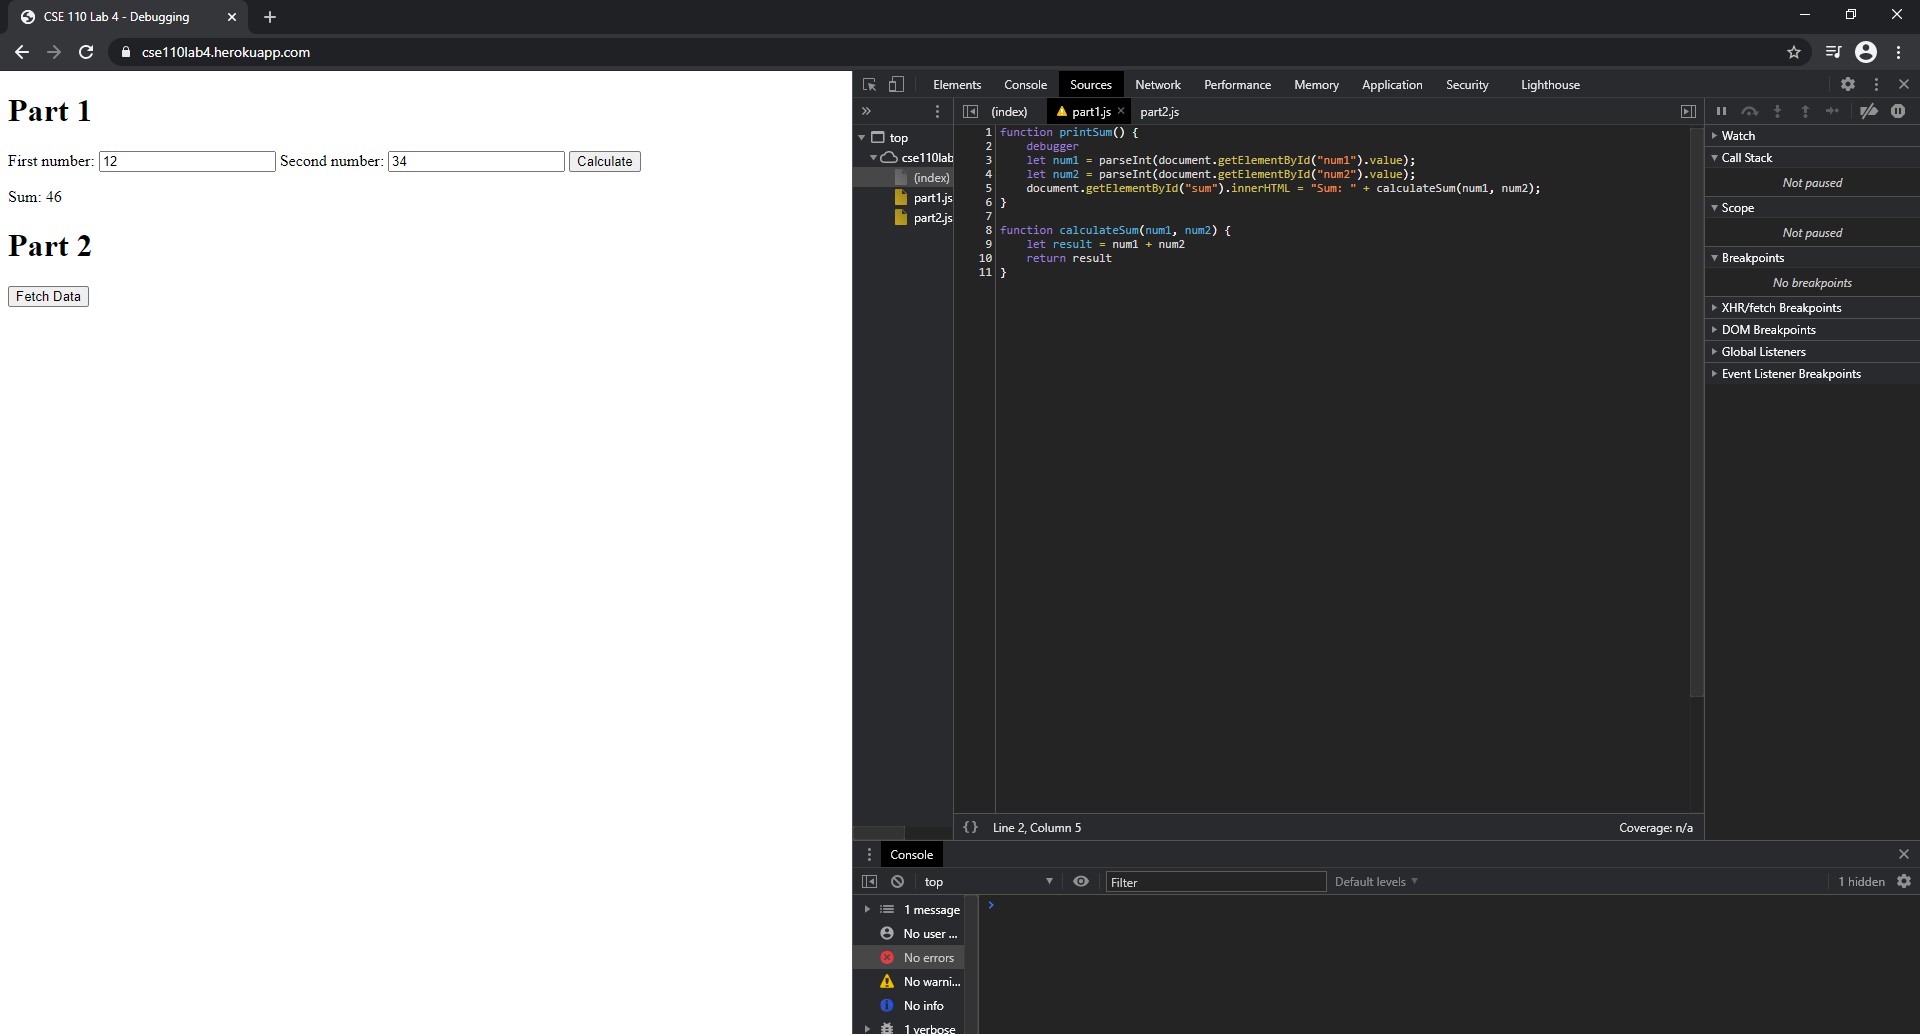 CSE 110 Lab 4 - Debugging
cse110lab4.herokuapp.com
Part 1
First number: 12 Second number: 34 Calculate
Sum: 46
Part 2
Fetch Data
Elements Console Sources Network Performance Memory Application Security Lighthouse
(index) part1.js part2.js
top
cse110lab
(index)
part1.js
part2.js
1 function printSum() {
2     debugger
3     let num1 = parseInt(document.getElementById("num1").value);
4     let num2 = parseInt(document.getElementById("num2").value);
5     document.getElementById("sum").innerHTML = "Sum: " + calculateSum(num1, num2);
6 }
7
8 function calculateSum(num1, num2) {
9     let result = num1 + num2
10     return result
11 }
{} Line 2, Column 5 Coverage: n/a
Watch
Call Stack
Not paused
Scope
Not paused
Breakpoints
No breakpoints
XHR/fetch Breakpoints
DOM Breakpoints
Global Listeners
Event Listener Breakpoints
Console
top Filter Default levels 1 hidden
1 message
No user ...
No errors
No warni...
No info
1 verbose